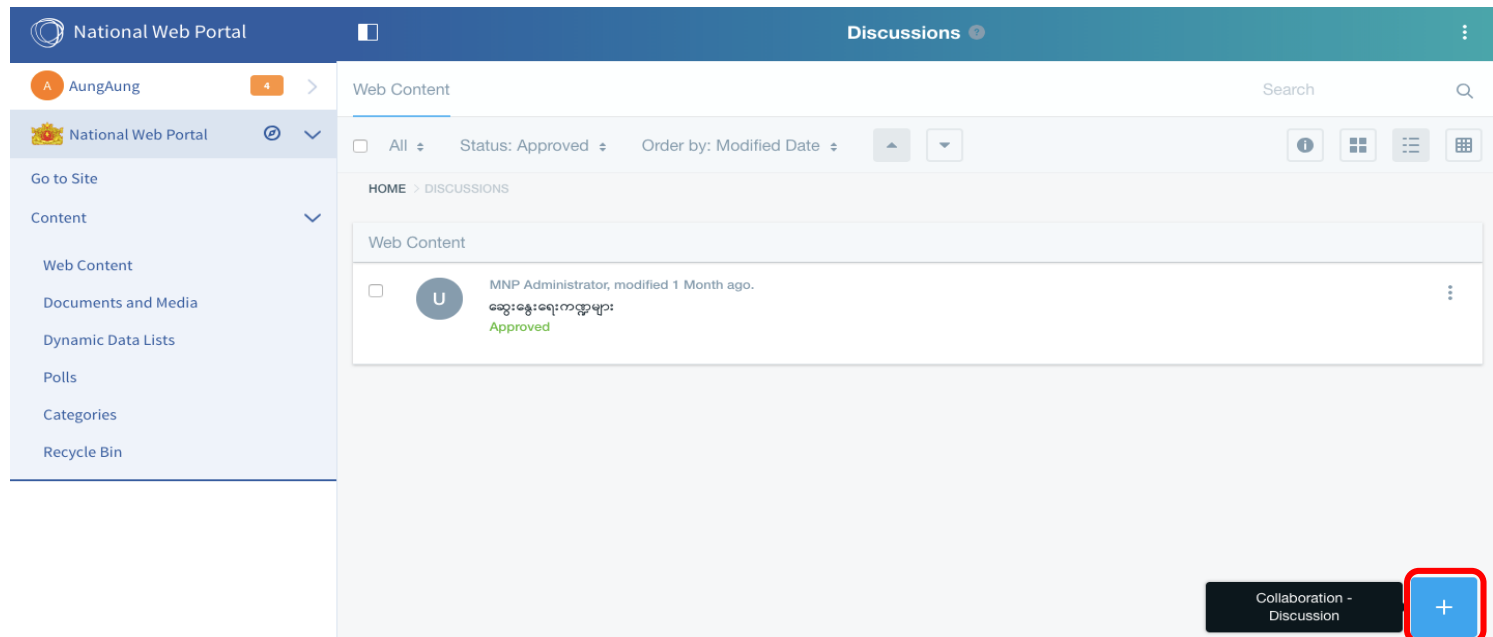 National Web Portal
Discussions ?
A AungAung 4
Web Content
Search
National Web Portal
All Status: Approved Order by: Modified Date
Go to Site
HOME > DISCUSSIONS
Content
Web Content
Web Content
Documents and Media
Dynamic Data Lists
Polls
Categories
Recycle Bin
U
MNP Administrator, modified 1 Month ago.
ဆွေးနွေးရေးကဏ္ဍများ
Approved
Collaboration -
Discussion
+